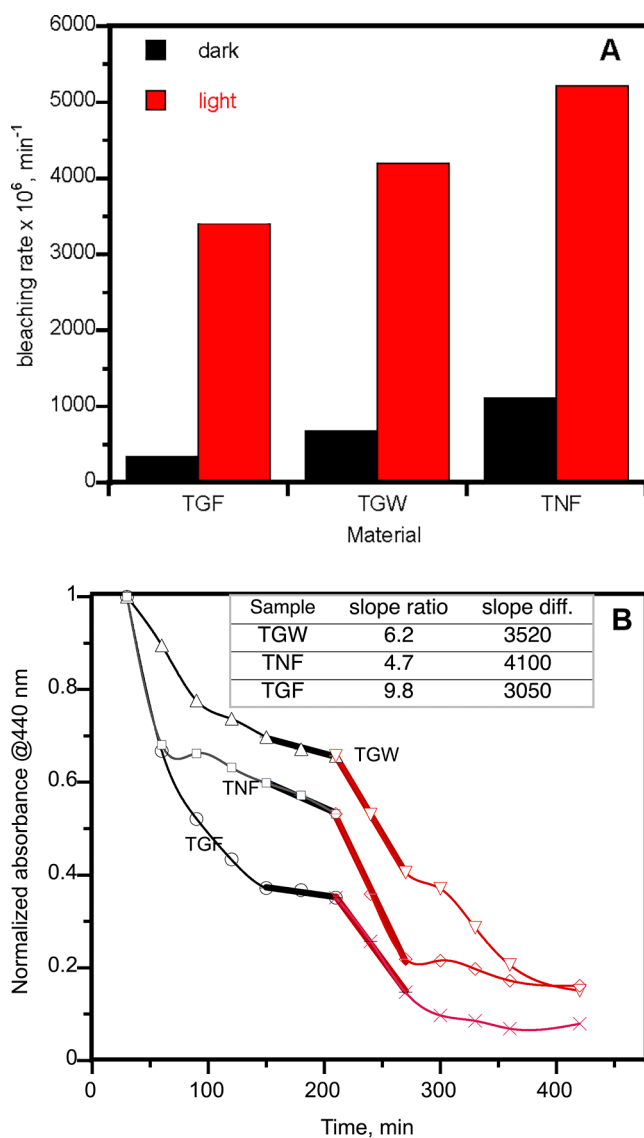 6000
A
dark
light
5000
4000
3000
2000
1000
0
bleaching rate x 10⁶, min⁻¹
TGF TGW TNF
Material
B
Sample slope ratio slope diff.
TGW 6.2 3520
TNF 4.7 4100
TGF 9.8 3050
1
0.8
0.6
0.4
0.2
0
Normalized absorbance @440 nm
TGW
TNF
TGF
0 100 200 300 400
Time, min